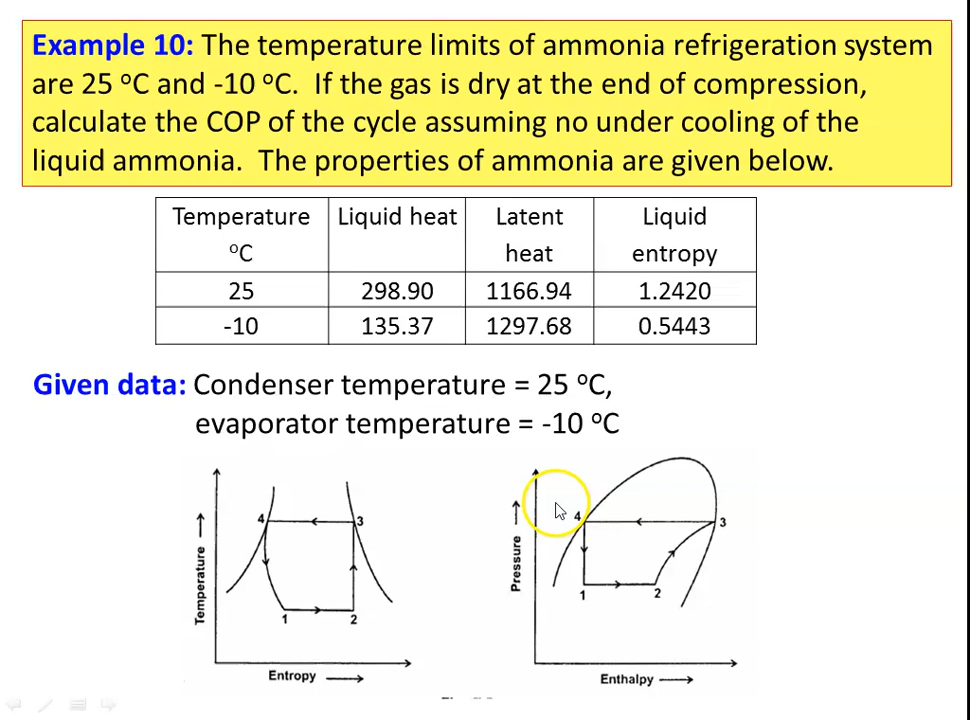 Example 10: The temperature limits of ammonia refrigeration system
are 25 °C and -10 °C. If the gas is dry at the end of compression,
calculate the COP of the cycle assuming no under cooling of the
liquid ammonia. The properties of ammonia are given below.
Temperature Liquid heat Latent Liquid
°C heat entropy
25 298.90 1166.94 1.2420
-10 135.37 1297.68 0.5443
Given data: Condenser temperature = 25 °C,
evaporator temperature = -10 °C
4 3
1 2
Temperature
Entropy
4 3
1 2
Pressure
Enthalpy